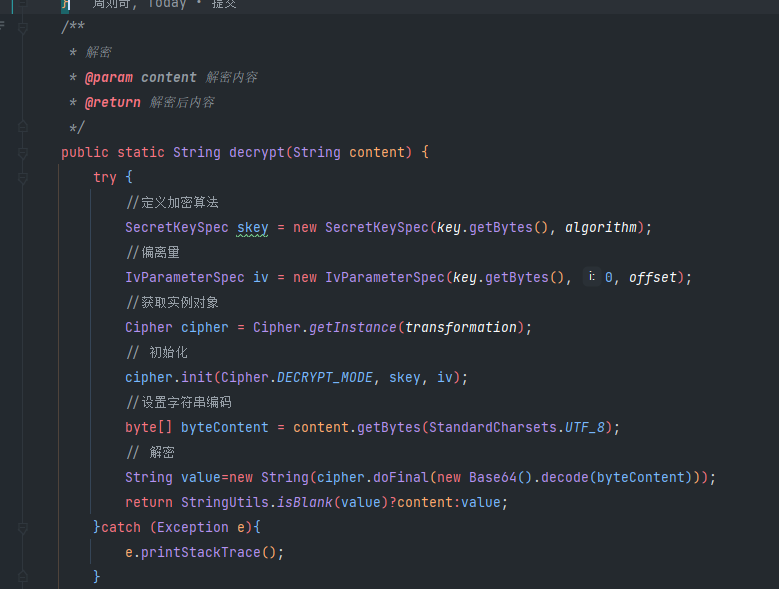 } 周刘奇, Today • 提交
/**
 * 解密
 * @param content 解密内容
 * @return 解密后内容
 */
public static String decrypt(String content) {
try {
//定义加密算法
SecretKeySpec skey = new SecretKeySpec(key.getBytes(), algorithm);
//偏离量
IvParameterSpec iv = new IvParameterSpec(key.getBytes(), i: 0, offset);
//获取实例对象
Cipher cipher = Cipher.getInstance(transformation);
// 初始化
cipher.init(Cipher.DECRYPT_MODE, skey, iv);
//设置字符串编码
byte[] byteContent = content.getBytes(StandardCharsets.UTF_8);
// 解密
String value=new String(cipher.doFinal(new Base64().decode(byteContent)));
return StringUtils.isBlank(value)?content:value;
}catch (Exception e){
e.printStackTrace();
}